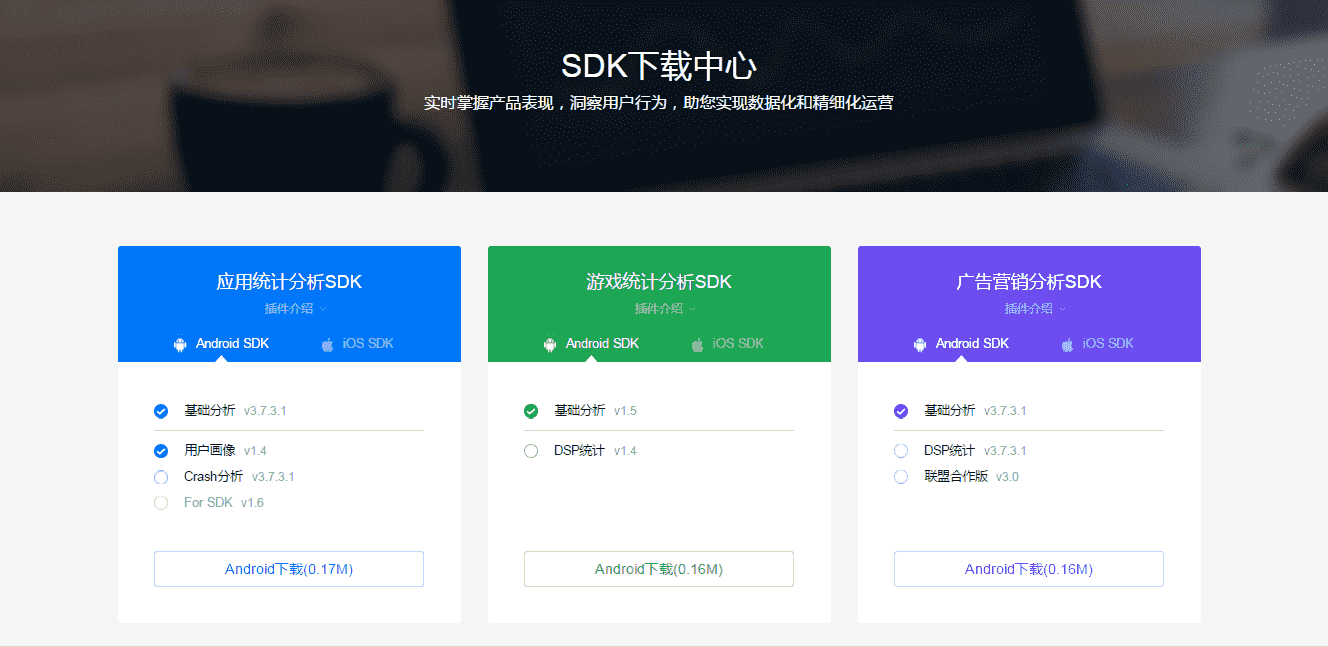 SDK下载中心
实时掌握产品表现，洞察用户行为，助您实现数据化和精细化运营
应用统计分析SDK
插件介绍
Android SDK iOS SDK
基础分析 v3.7.3.1
用户画像 v1.4
Crash分析 v3.7.3.1
For SDK v1.6
Android下载(0.17M)
游戏统计分析SDK
插件介绍
Android SDK iOS SDK
基础分析 v1.5
DSP统计 v1.4
Android下载(0.16M)
广告营销分析SDK
插件介绍
Android SDK iOS SDK
基础分析 v3.7.3.1
DSP统计 v3.7.3.1
联盟合作版 v3.0
Android下载(0.16M)